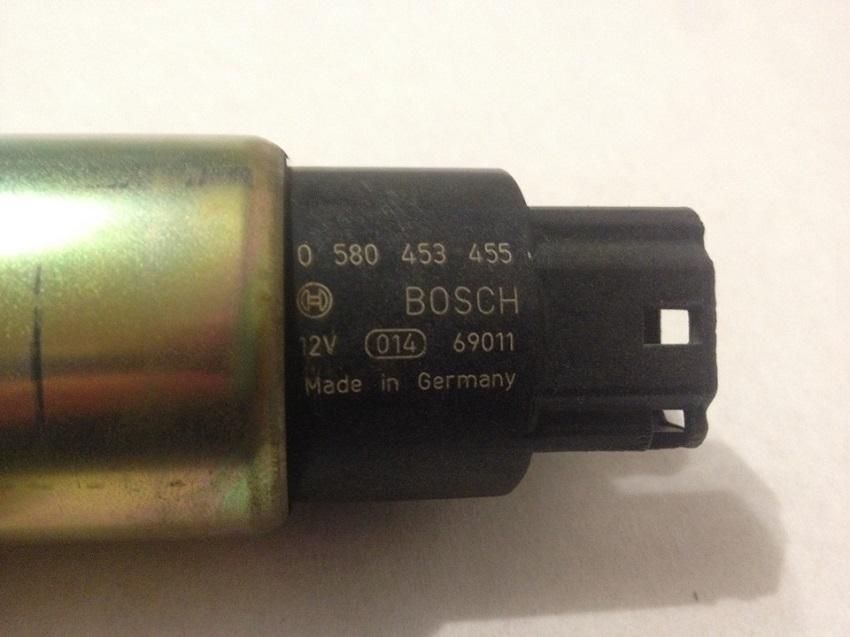 0 580 453 455
BOSCH
12V 014 69011
Made in Germany